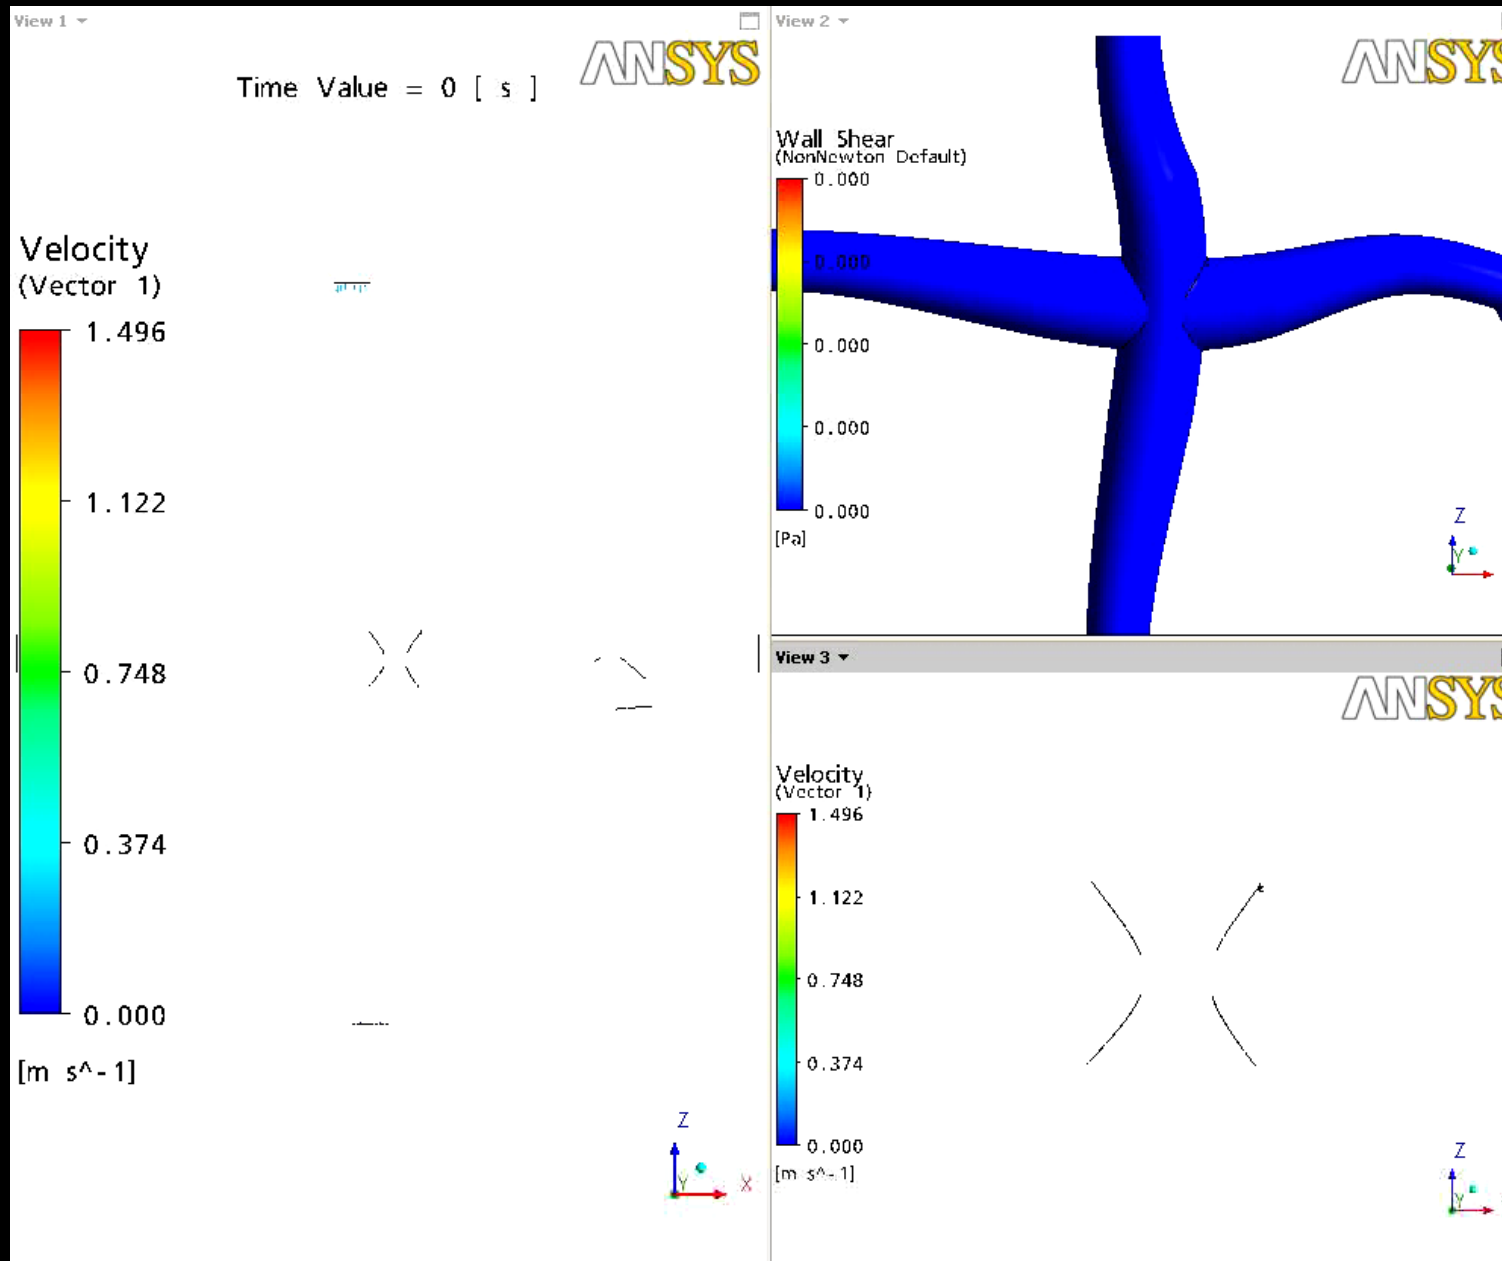 View 1
ANSYS
Time Value = 0 [ s ]
Velocity
(Vector 1)
1.496
1.122
0.748
0.374
0.000
[m s^-1]
Z
Y
X
View 2
ANSYS
Wall Shear
(NonNewton Default)
0.000
0.000
0.000
0.000
0.000
[Pa]
Z
Y
View 3
ANSYS
Velocity
(Vector 1)
1.496
1.122
0.748
0.374
0.000
[m s^-1]
Z
Y